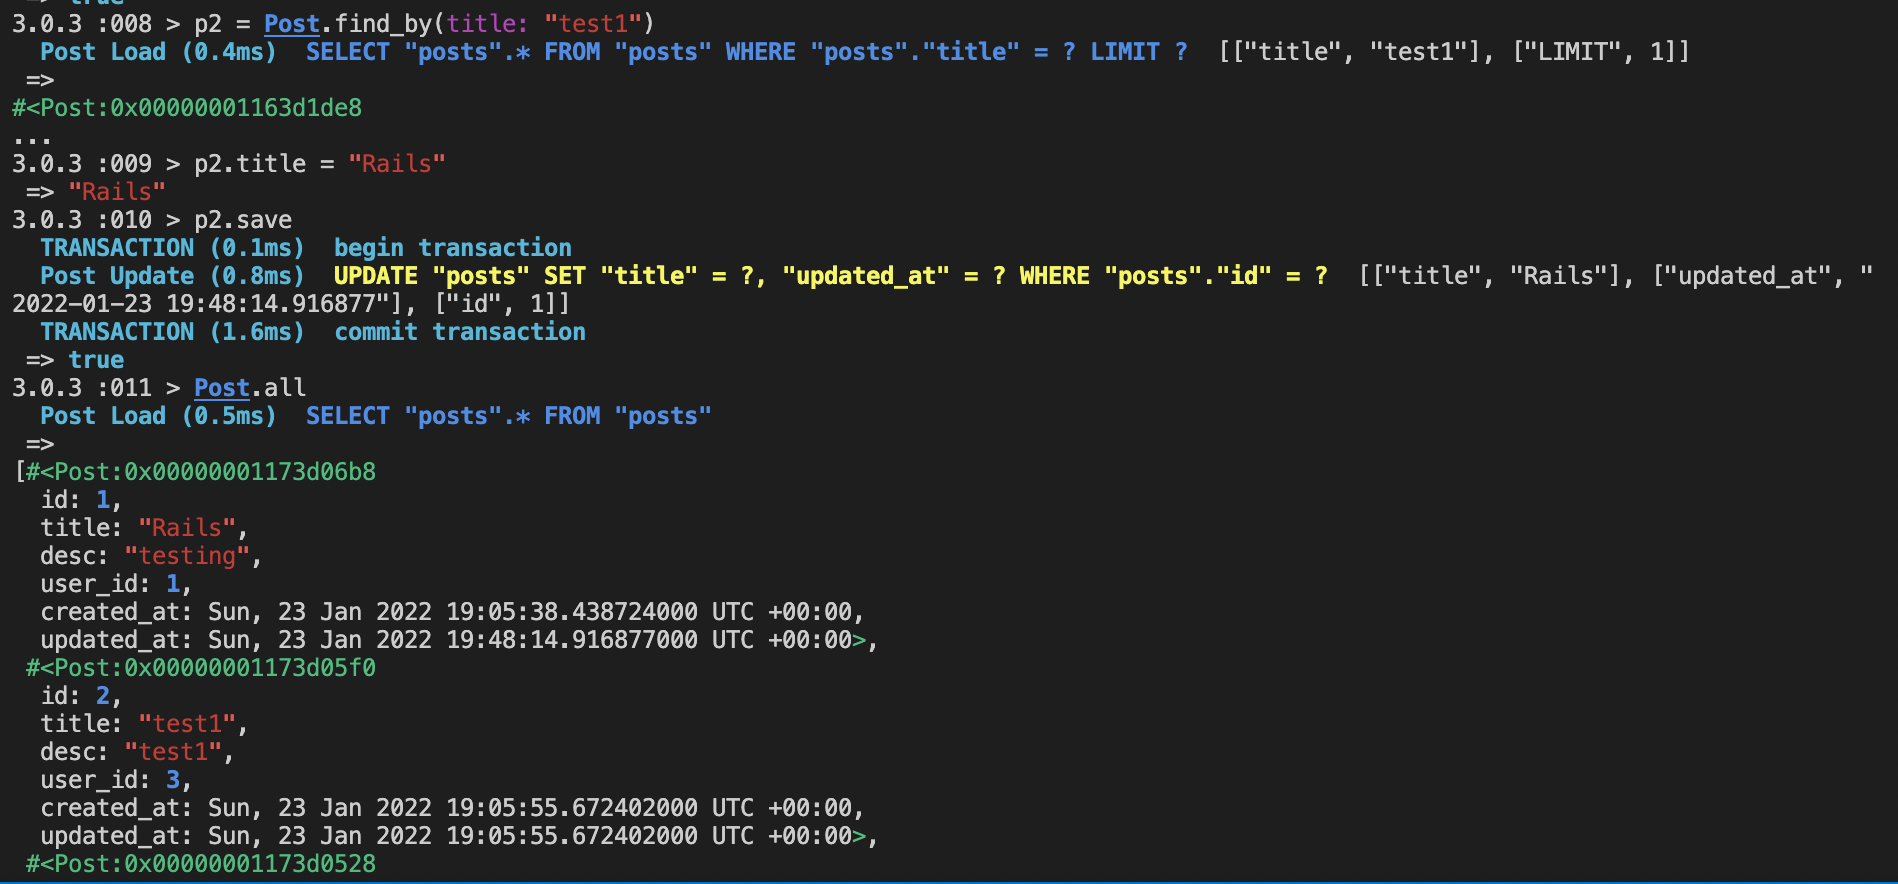 => true
3.0.3 :008 > p2 = Post.find_by(title: "test1")
  Post Load (0.4ms)  SELECT "posts".* FROM "posts" WHERE "posts"."title" = ? LIMIT ?  [["title", "test1"], ["LIMIT", 1]]
 =>
#<Post:0x00000001163d1de8
...
3.0.3 :009 > p2.title = "Rails"
 => "Rails"
3.0.3 :010 > p2.save
  TRANSACTION (0.1ms)  begin transaction
  Post Update (0.8ms)  UPDATE "posts" SET "title" = ?, "updated_at" = ? WHERE "posts"."id" = ?  [["title", "Rails"], ["updated_at", "
2022-01-23 19:48:14.916877"], ["id", 1]]
  TRANSACTION (1.6ms)  commit transaction
 => true
3.0.3 :011 > Post.all
  Post Load (0.5ms)  SELECT "posts".* FROM "posts"
 =>
[#<Post:0x00000001173d06b8
  id: 1,
  title: "Rails",
  desc: "testing",
  user_id: 1,
  created_at: Sun, 23 Jan 2022 19:05:38.438724000 UTC +00:00,
  updated_at: Sun, 23 Jan 2022 19:48:14.916877000 UTC +00:00>,
 #<Post:0x00000001173d05f0
  id: 2,
  title: "test1",
  desc: "test1",
  user_id: 3,
  created_at: Sun, 23 Jan 2022 19:05:55.672402000 UTC +00:00,
  updated_at: Sun, 23 Jan 2022 19:05:55.672402000 UTC +00:00>,
 #<Post:0x00000001173d0528